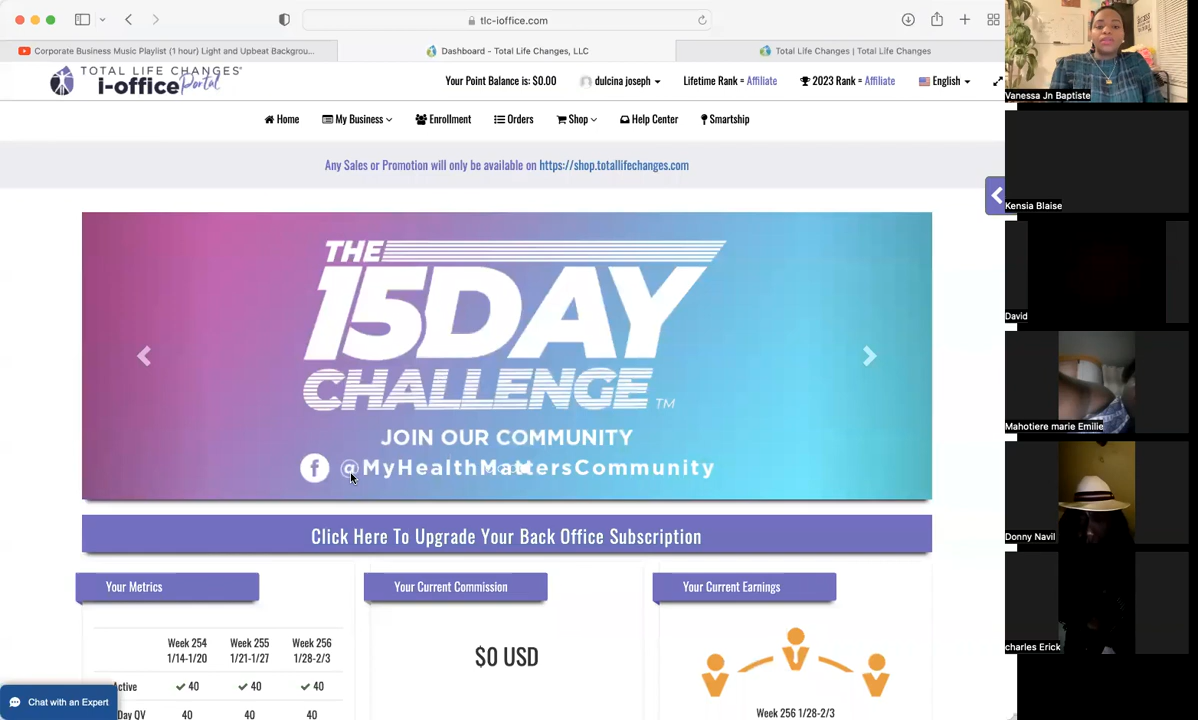 tlc-ioffice.com
Corporate Business Music Playlist (1 hour) Light and Upbeat Backgrou...
Dashboard - Total Life Changes, LLC
Total Life Changes | Total Life Changes
TOTAL LIFE CHANGES®
i-office Portal
Your Point Balance is: $0.00
dulcina joseph
Lifetime Rank = Affiliate
2023 Rank = Affiliate
English
Home
My Business
Enrollment
Orders
Shop
Help Center
Smartship
Any Sales or Promotion will only be available on https://shop.totallifechanges.com
THE
15DAY
CHALLENGE TM
JOIN OUR COMMUNITY
f @MyHealthMattersCommunity
Click Here To Upgrade Your Back Office Subscription
Your Metrics
Week 254 Week 255 Week 256
1/14-1/20 1/21-1/27 1/28-2/3
Active 40 40 40
Day QV 40 40 40
Your Current Commission
$0 USD
Your Current Earnings
Week 256 1/28-2/3
Chat with an Expert
Vanessa Jn Baptiste
Kensia Blaise
David
Mahotiere marie Emilie
Donny Navil
charles Erick